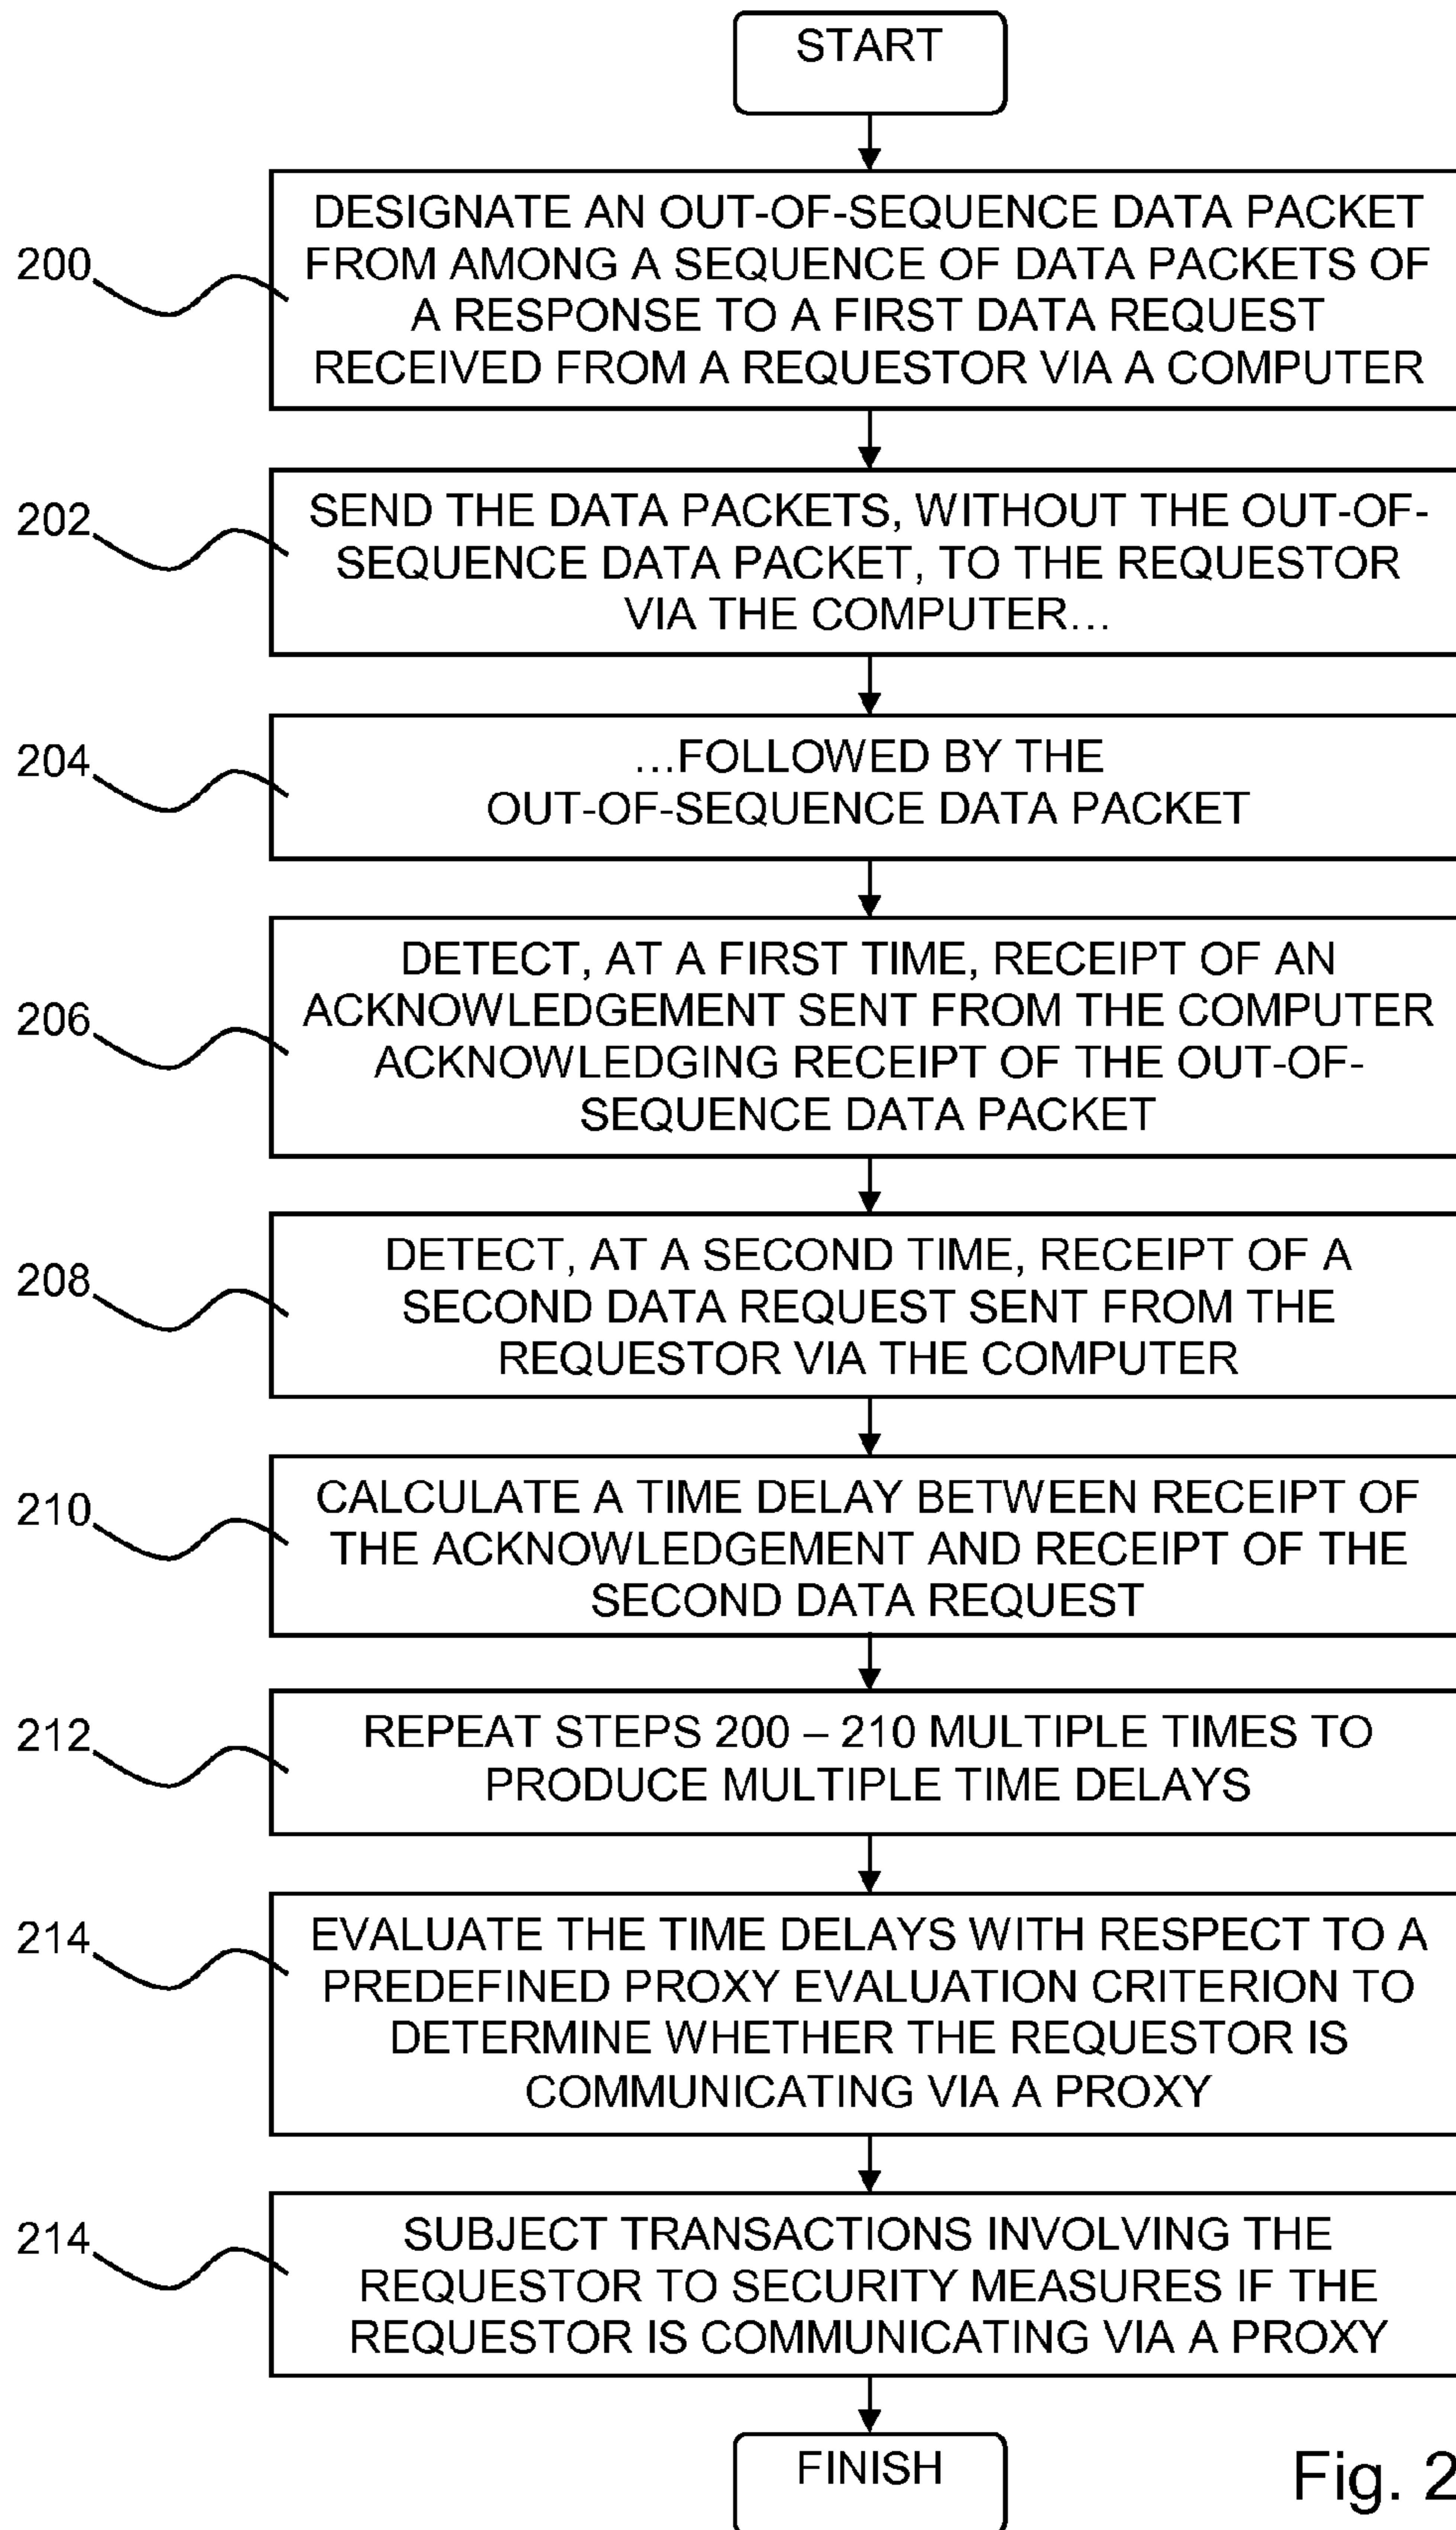 START
200
DESIGNATE AN OUT-OF-SEQUENCE DATA PACKET
FROM AMONG A SEQUENCE OF DATA PACKETS OF
A RESPONSE TO A FIRST DATA REQUEST
RECEIVED FROM A REQUESTOR VIA A COMPUTER
202
SEND THE DATA PACKETS, WITHOUT THE OUT-OF-
SEQUENCE DATA PACKET, TO THE REQUESTOR
VIA THE COMPUTER...
204
...FOLLOWED BY THE
OUT-OF-SEQUENCE DATA PACKET
206
DETECT, AT A FIRST TIME, RECEIPT OF AN
ACKNOWLEDGEMENT SENT FROM THE COMPUTER
ACKNOWLEDGING RECEIPT OF THE OUT-OF-
SEQUENCE DATA PACKET
208
DETECT, AT A SECOND TIME, RECEIPT OF A
SECOND DATA REQUEST SENT FROM THE
REQUESTOR VIA THE COMPUTER
210
CALCULATE A TIME DELAY BETWEEN RECEIPT OF
THE ACKNOWLEDGEMENT AND RECEIPT OF THE
SECOND DATA REQUEST
212
REPEAT STEPS 200 – 210 MULTIPLE TIMES TO
PRODUCE MULTIPLE TIME DELAYS
214
EVALUATE THE TIME DELAYS WITH RESPECT TO A
PREDEFINED PROXY EVALUATION CRITERION TO
DETERMINE WHETHER THE REQUESTOR IS
COMMUNICATING VIA A PROXY
214
SUBJECT TRANSACTIONS INVOLVING THE
REQUESTOR TO SECURITY MEASURES IF THE
REQUESTOR IS COMMUNICATING VIA A PROXY
FINISH
Fig. 2